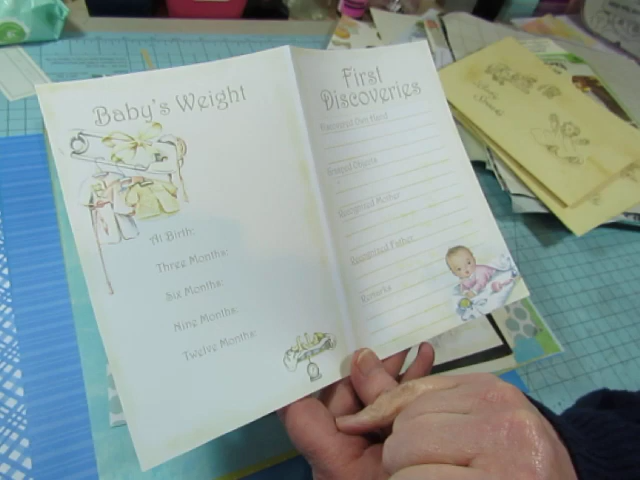 Baby's Weight
At Birth:
Three Months:
Six Months:
Nine Months:
Twelve Months:
First
Discoveries
Discovered Own Hand
Grasped Objects
Recognized Mother
Recognized Father
Remarks